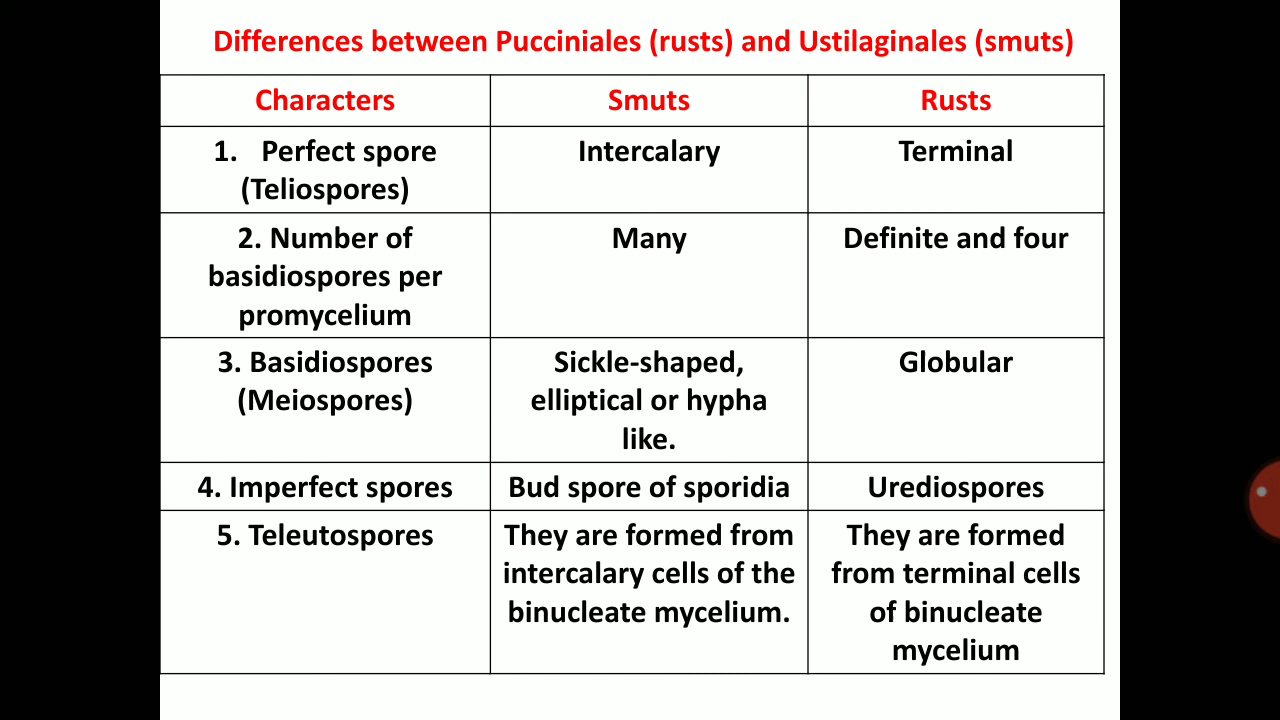 Differences between Pucciniales (rusts) and Ustilaginales (smuts)
Characters
Smuts
Rusts
1. Perfect spore
(Teliospores)
Intercalary
Terminal
2. Number of
basidiospores per
promycelium
Many
Definite and four
3. Basidiospores
(Meiospores)
Sickle-shaped,
elliptical or hypha
like.
Globular
4. Imperfect spores
Bud spore of sporidia
Urediospores
5. Teleutospores
They are formed from
intercalary cells of the
binucleate mycelium.
They are formed
from terminal cells
of binucleate
mycelium